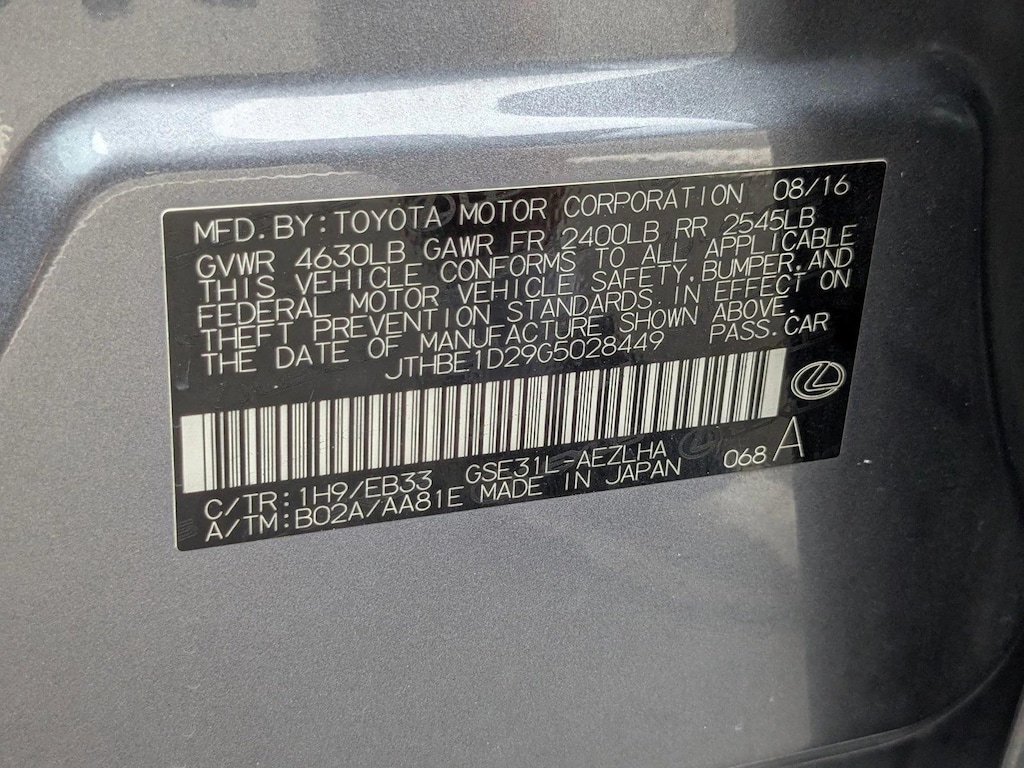 MFD.BY:TOYOTA MOTOR CORPORATION 08/16
GVWR 4630LB GAWR FR 2400LB RR 2545LB
THIS VEHICLE CONFORMS TO ALL APPLICABLE
FEDERAL MOTOR VEHICLE SAFETY,BUMPER,AND
THEFT PREVENTION STANDARDS IN EFFECT ON
THE DATE OF MANUFACTURE SHOWN ABOVE.
JTHBE1D29G5028449 PASS.CAR
C/TR:1H9/EB33 GSE31L-AEZLHA 068 A
A/TM:B02A/AA81E MADE IN JAPAN